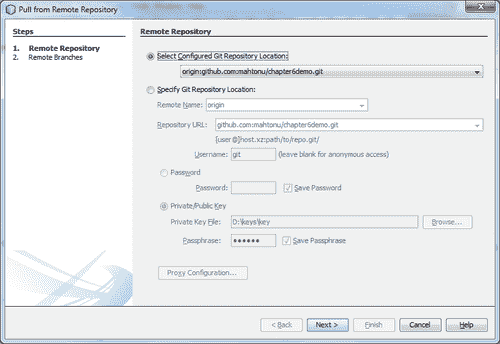 Pull from Remote Repository
Steps
1. Remote Repository
2. Remote Branches
Remote Repository
Select Configured Git Repository Location:
origin:github.com:mahtonu/chapter6demo.git
Specify Git Repository Location:
Remote Name: origin
Repository URL: github.com:mahtonu/chapter6demo.git
[user@]host.xz:path/to/repo.git/
Username: git (leave blank for anonymous access)
Password
Password: Save Password
Private/Public Key
Private Key File: D:\keys\key Browse...
Passphrase: •••••• Save Passphrase
Proxy Configuration...
< Back Next > Finish Cancel Help